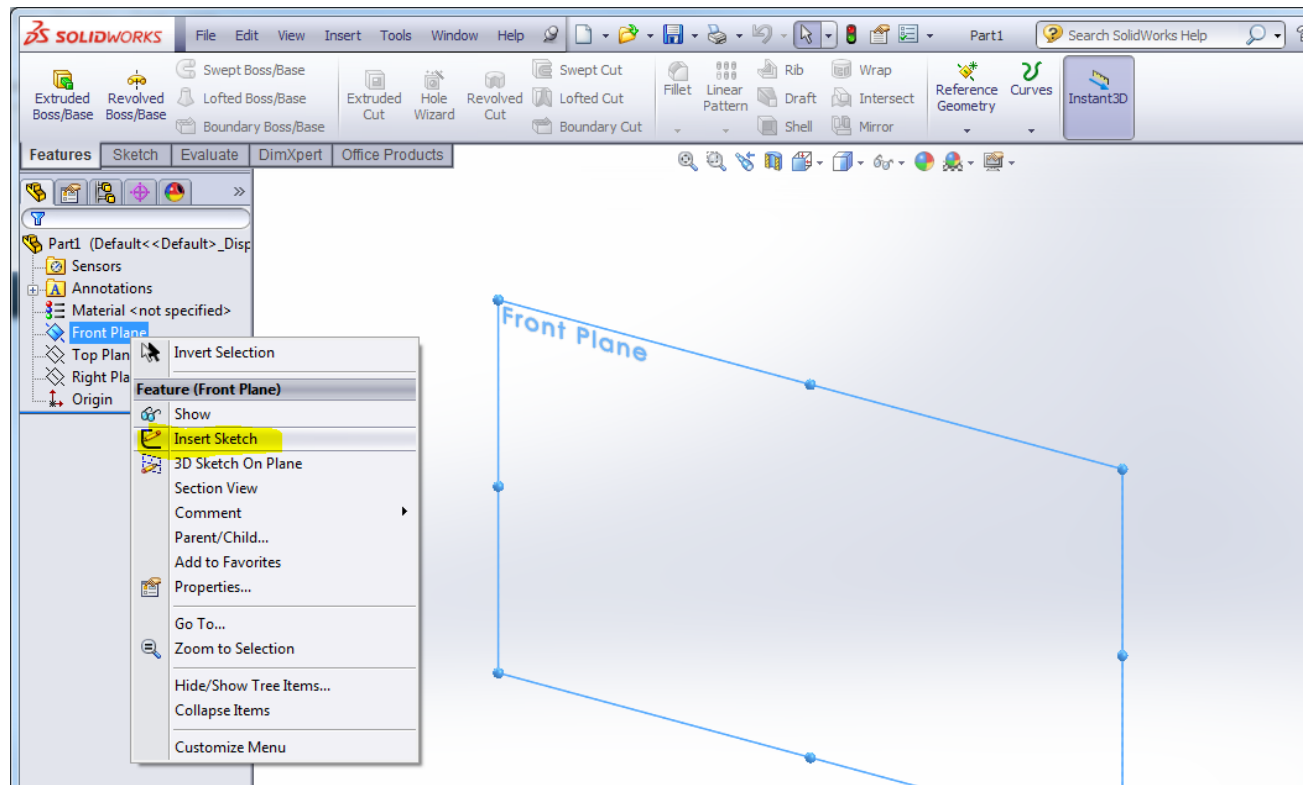 SOLIDWORKS File Edit View Insert Tools Window Help Part1 Search SolidWorks Help
Extruded Boss/Base
Revolved Boss/Base
Swept Boss/Base
Lofted Boss/Base
Boundary Boss/Base
Extruded Cut
Hole Wizard
Revolved Cut
Swept Cut
Lofted Cut
Boundary Cut
Fillet
Linear Pattern
Rib
Draft
Shell
Wrap
Intersect
Mirror
Reference Geometry
Curves
Instant3D
Features Sketch Evaluate DimXpert Office Products
Part1 (Default<<Default>_Disp
Sensors
Annotations
Material <not specified>
Front Plane
Top Plan
Right Pla
Origin
Invert Selection
Feature (Front Plane)
Show
Insert Sketch
3D Sketch On Plane
Section View
Comment
Parent/Child...
Add to Favorites
Properties...
Go To...
Zoom to Selection
Hide/Show Tree Items...
Collapse Items
Customize Menu
Front Plane